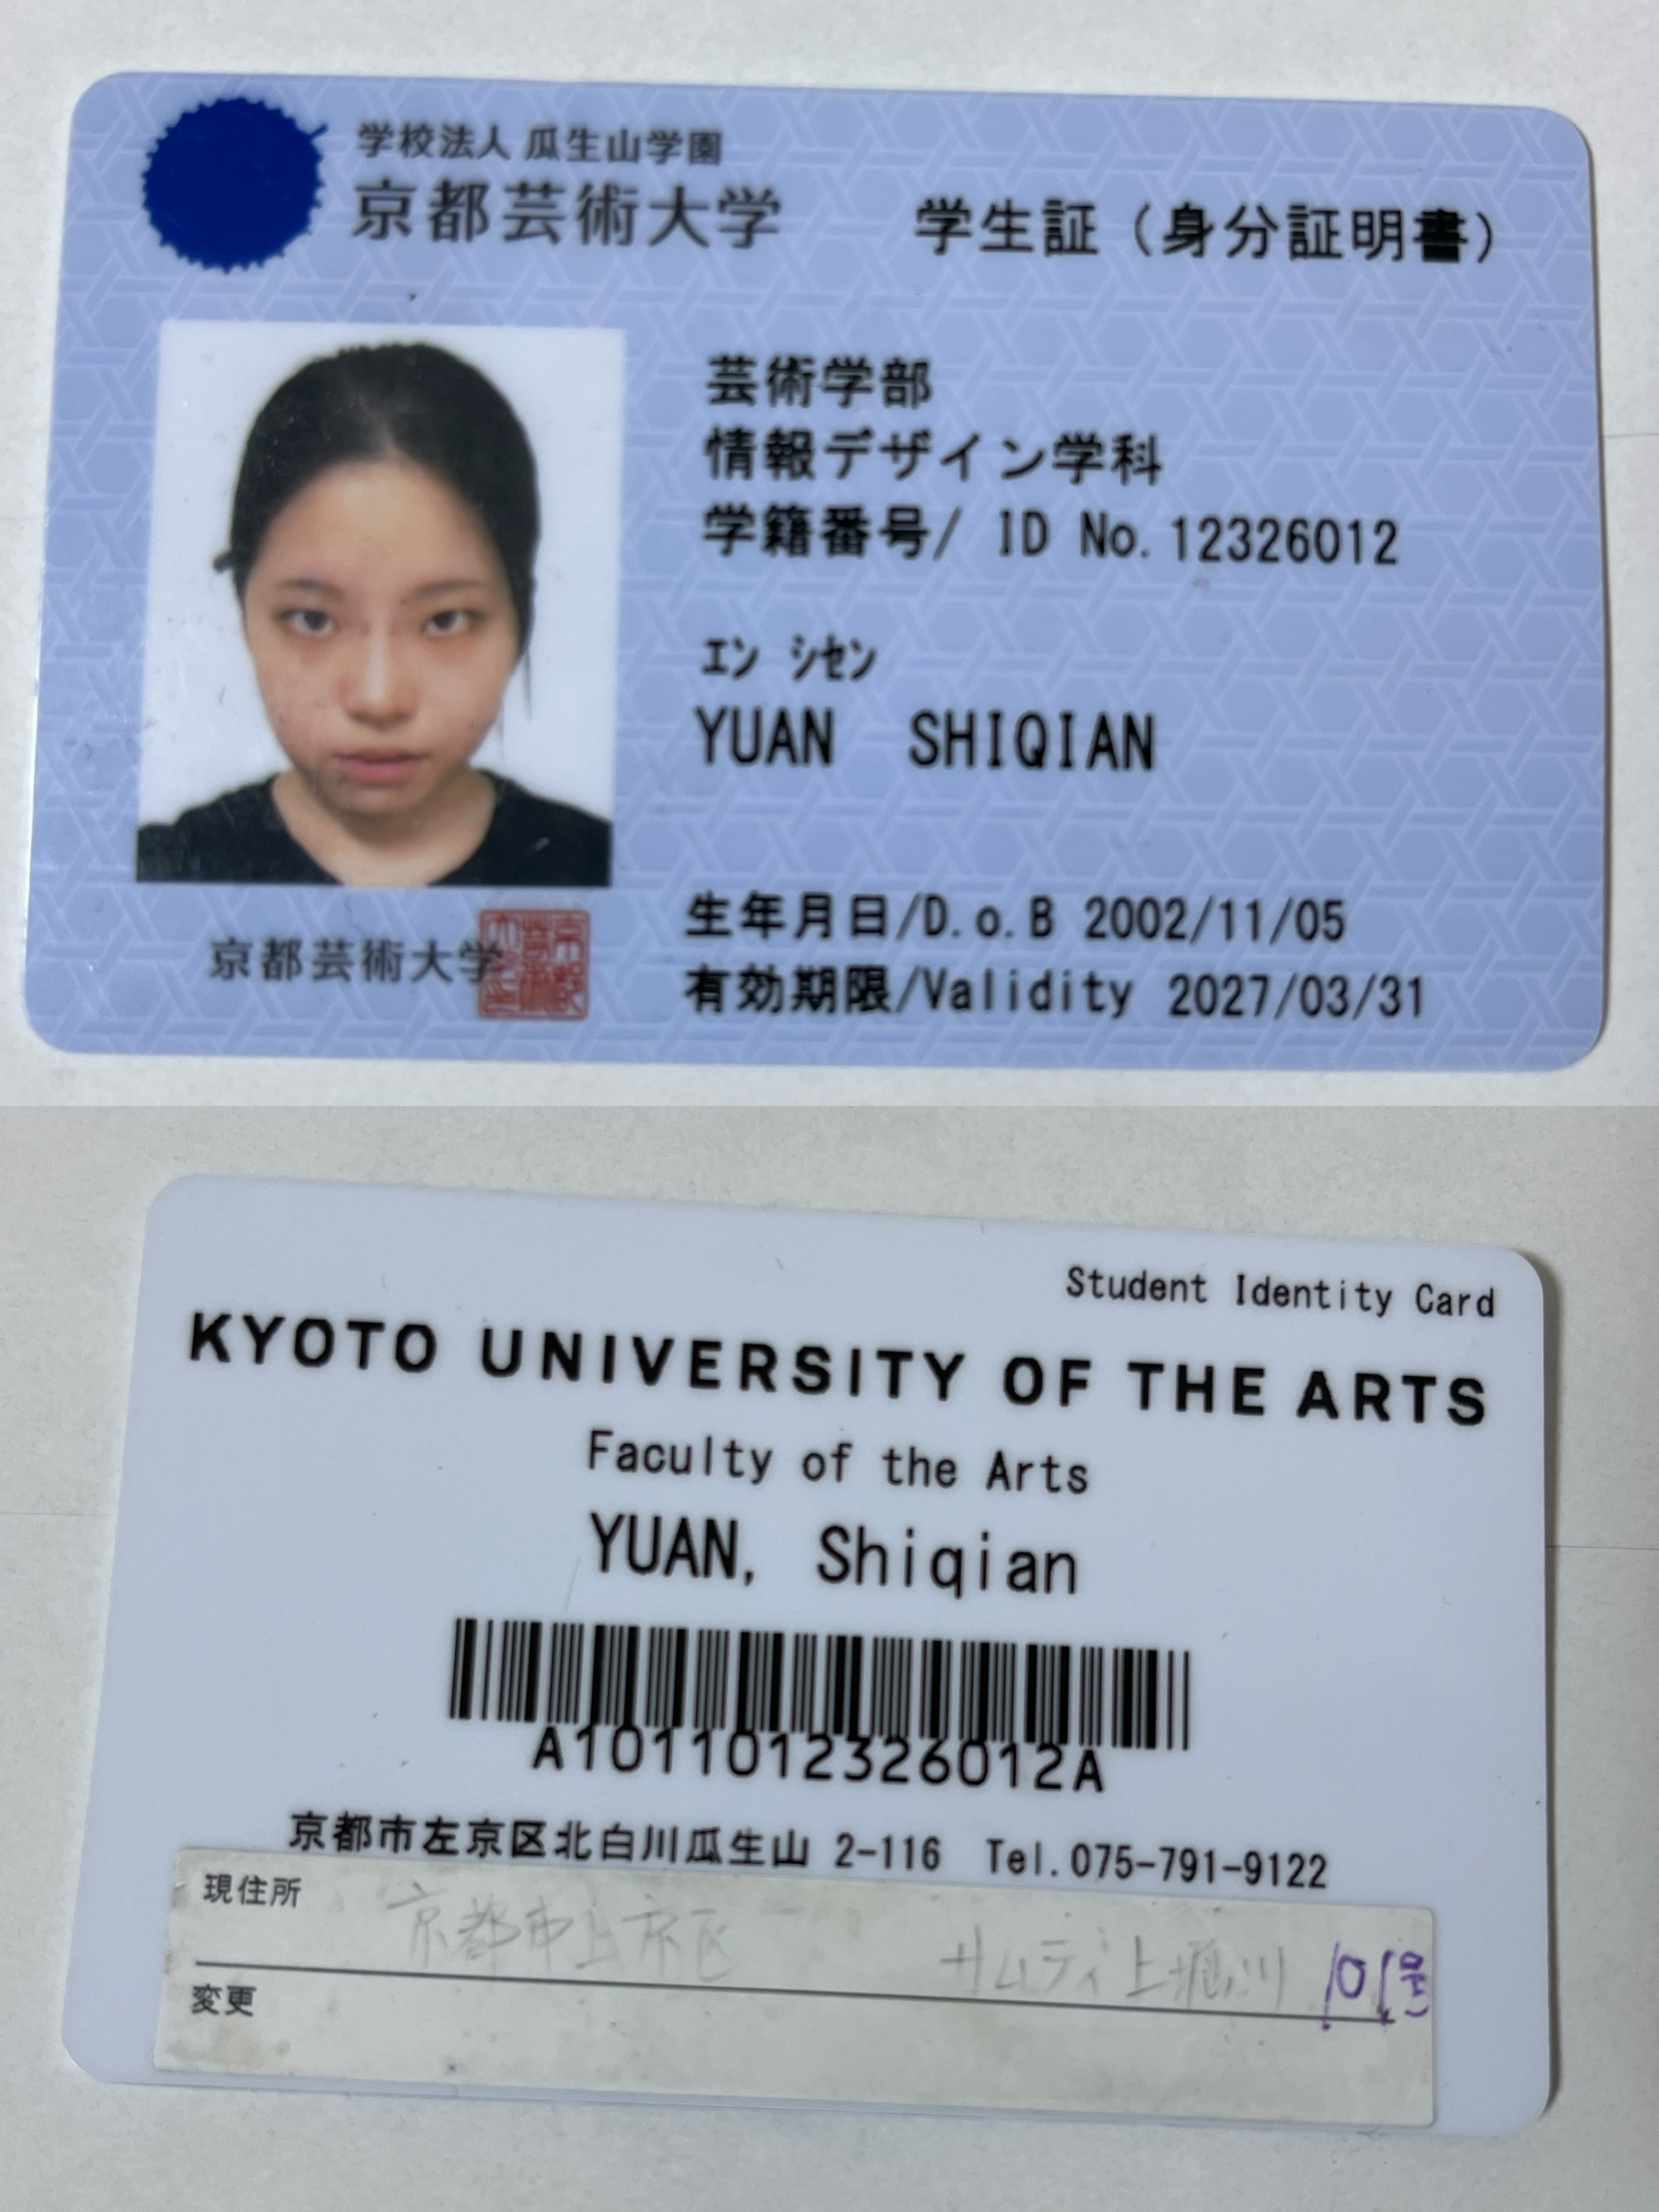 学校法人 瓜生山学園
京都芸術大学
学生証（身分証明書）
芸術学部
情報デザイン学科
学籍番号/ ID No. 12326012
エン シセン
YUAN SHIQIAN
生年月日/D.o.B 2002/11/05
有効期限/Validity 2027/03/31
京都芸術大学
Student Identity Card
KYOTO UNIVERSITY OF THE ARTS
Faculty of the Arts
YUAN, Shiqian
A1011012326012A
京都市左京区北白川瓜生山 2-116 Tel.075-791-9122
現住所 京都市上京区 サムティ上堀川 101号
変更